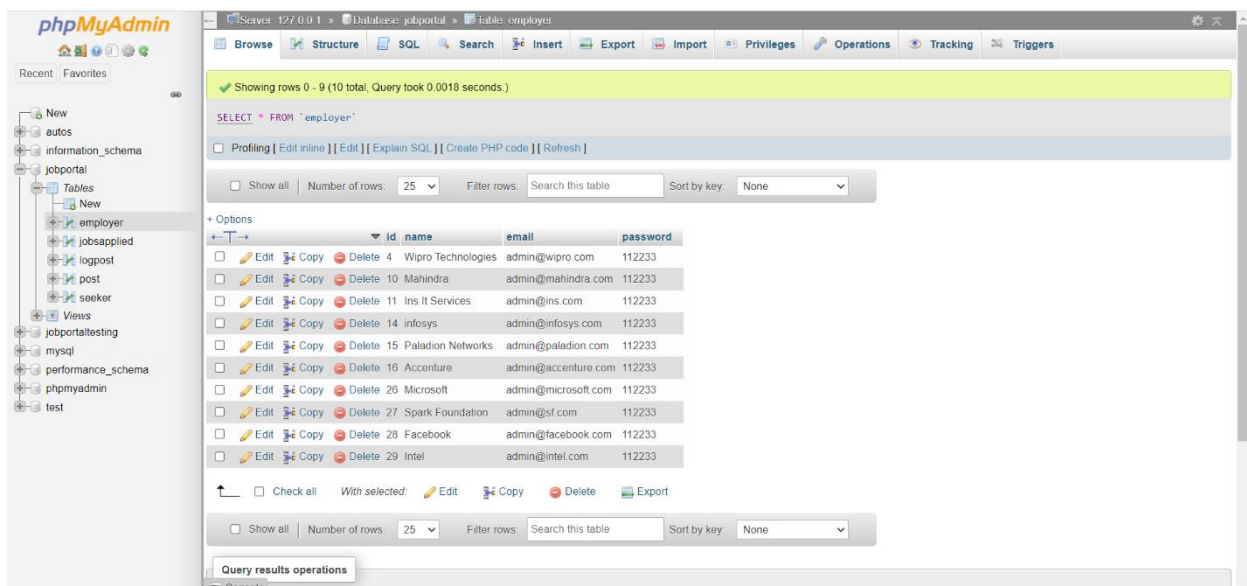 phpMyAdmin
Recent Favorites
New
autos
information_schema
jobportal
Tables
New
employer
jobsapplied
logpost
post
seeker
Views
jobportaltesting
mysql
performance_schema
phpmyadmin
test
Server: 127.0.0.1 » Database: jobportal » Table: employer
Browse Structure SQL Search Insert Export Import Privileges Operations Tracking Triggers
Showing rows 0 - 9 (10 total, Query took 0.0018 seconds.)
SELECT * FROM `employer`
Profiling [ Edit inline ] [ Edit ] [ Explain SQL ] [ Create PHP code ] [ Refresh ]
Show all | Number of rows: 25 Filter rows: Search this table Sort by key: None
+ Options
←T→ ▼ id name email password
Edit Copy Delete 4 Wipro Technologies admin@wipro.com 112233
Edit Copy Delete 10 Mahindra admin@mahindra.com 112233
Edit Copy Delete 11 Ins It Services admin@ins.com 112233
Edit Copy Delete 14 infosys admin@infosys.com 112233
Edit Copy Delete 15 Paladion Networks admin@paladion.com 112233
Edit Copy Delete 16 Accenture admin@accenture.com 112233
Edit Copy Delete 26 Microsoft admin@microsoft.com 112233
Edit Copy Delete 27 Spark Foundation admin@sf.com 112233
Edit Copy Delete 28 Facebook admin@facebook.com 112233
Edit Copy Delete 29 Intel admin@intel.com 112233
Check all With selected: Edit Copy Delete Export
Show all | Number of rows: 25 Filter rows: Search this table Sort by key: None
Query results operations
Console